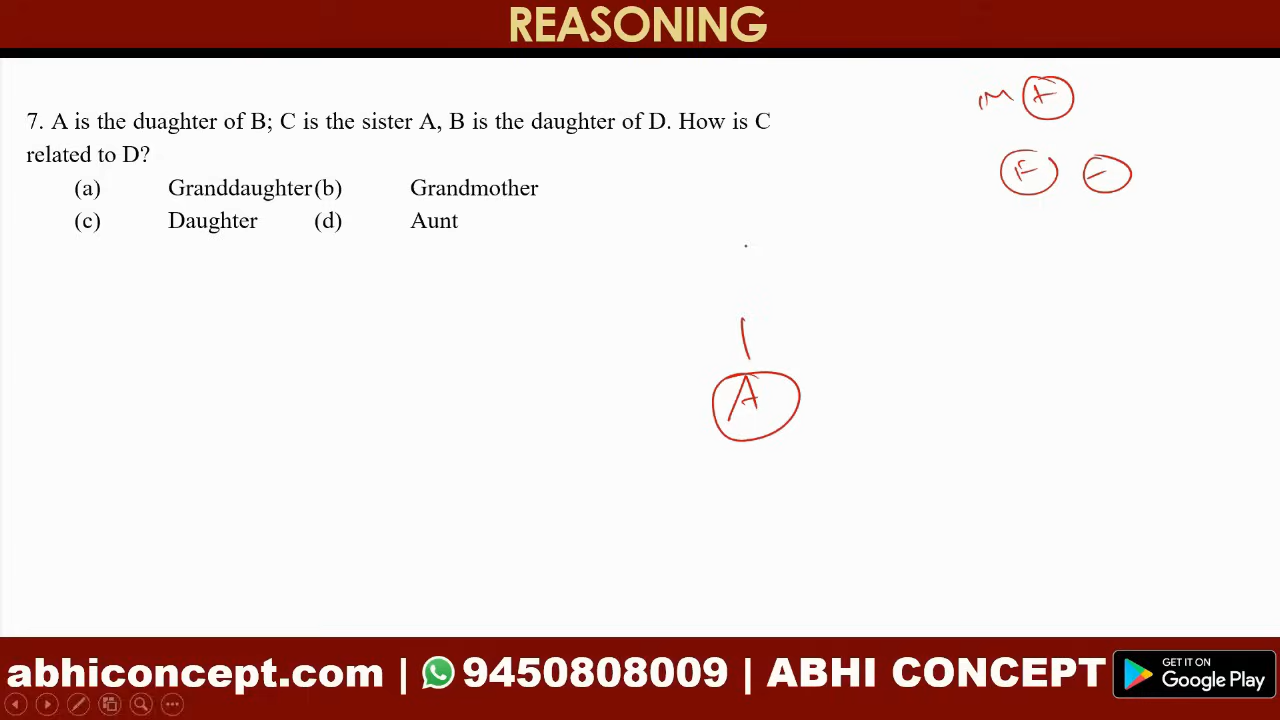 REASONING
7. A is the duaghter of B; C is the sister A, B is the daughter of D. How is C
related to D?
(a) Granddaughter (b) Grandmother
(c) Daughter (d) Aunt
M +
F -
A
abhiconcept.com | 9450808009 | ABHI CONCEPT
GET IT ON
Google Play